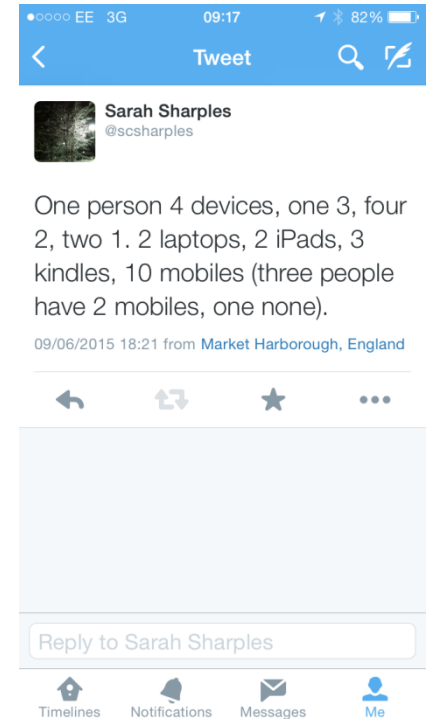 EE 3G 09:17 82%
Tweet
Sarah Sharples
@scsharples
One person 4 devices, one 3, four
2, two 1. 2 laptops, 2 iPads, 3
kindles, 10 mobiles (three people
have 2 mobiles, one none).
09/06/2015 18:21 from Market Harborough, England
Reply to Sarah Sharples
Timelines Notifications Messages Me